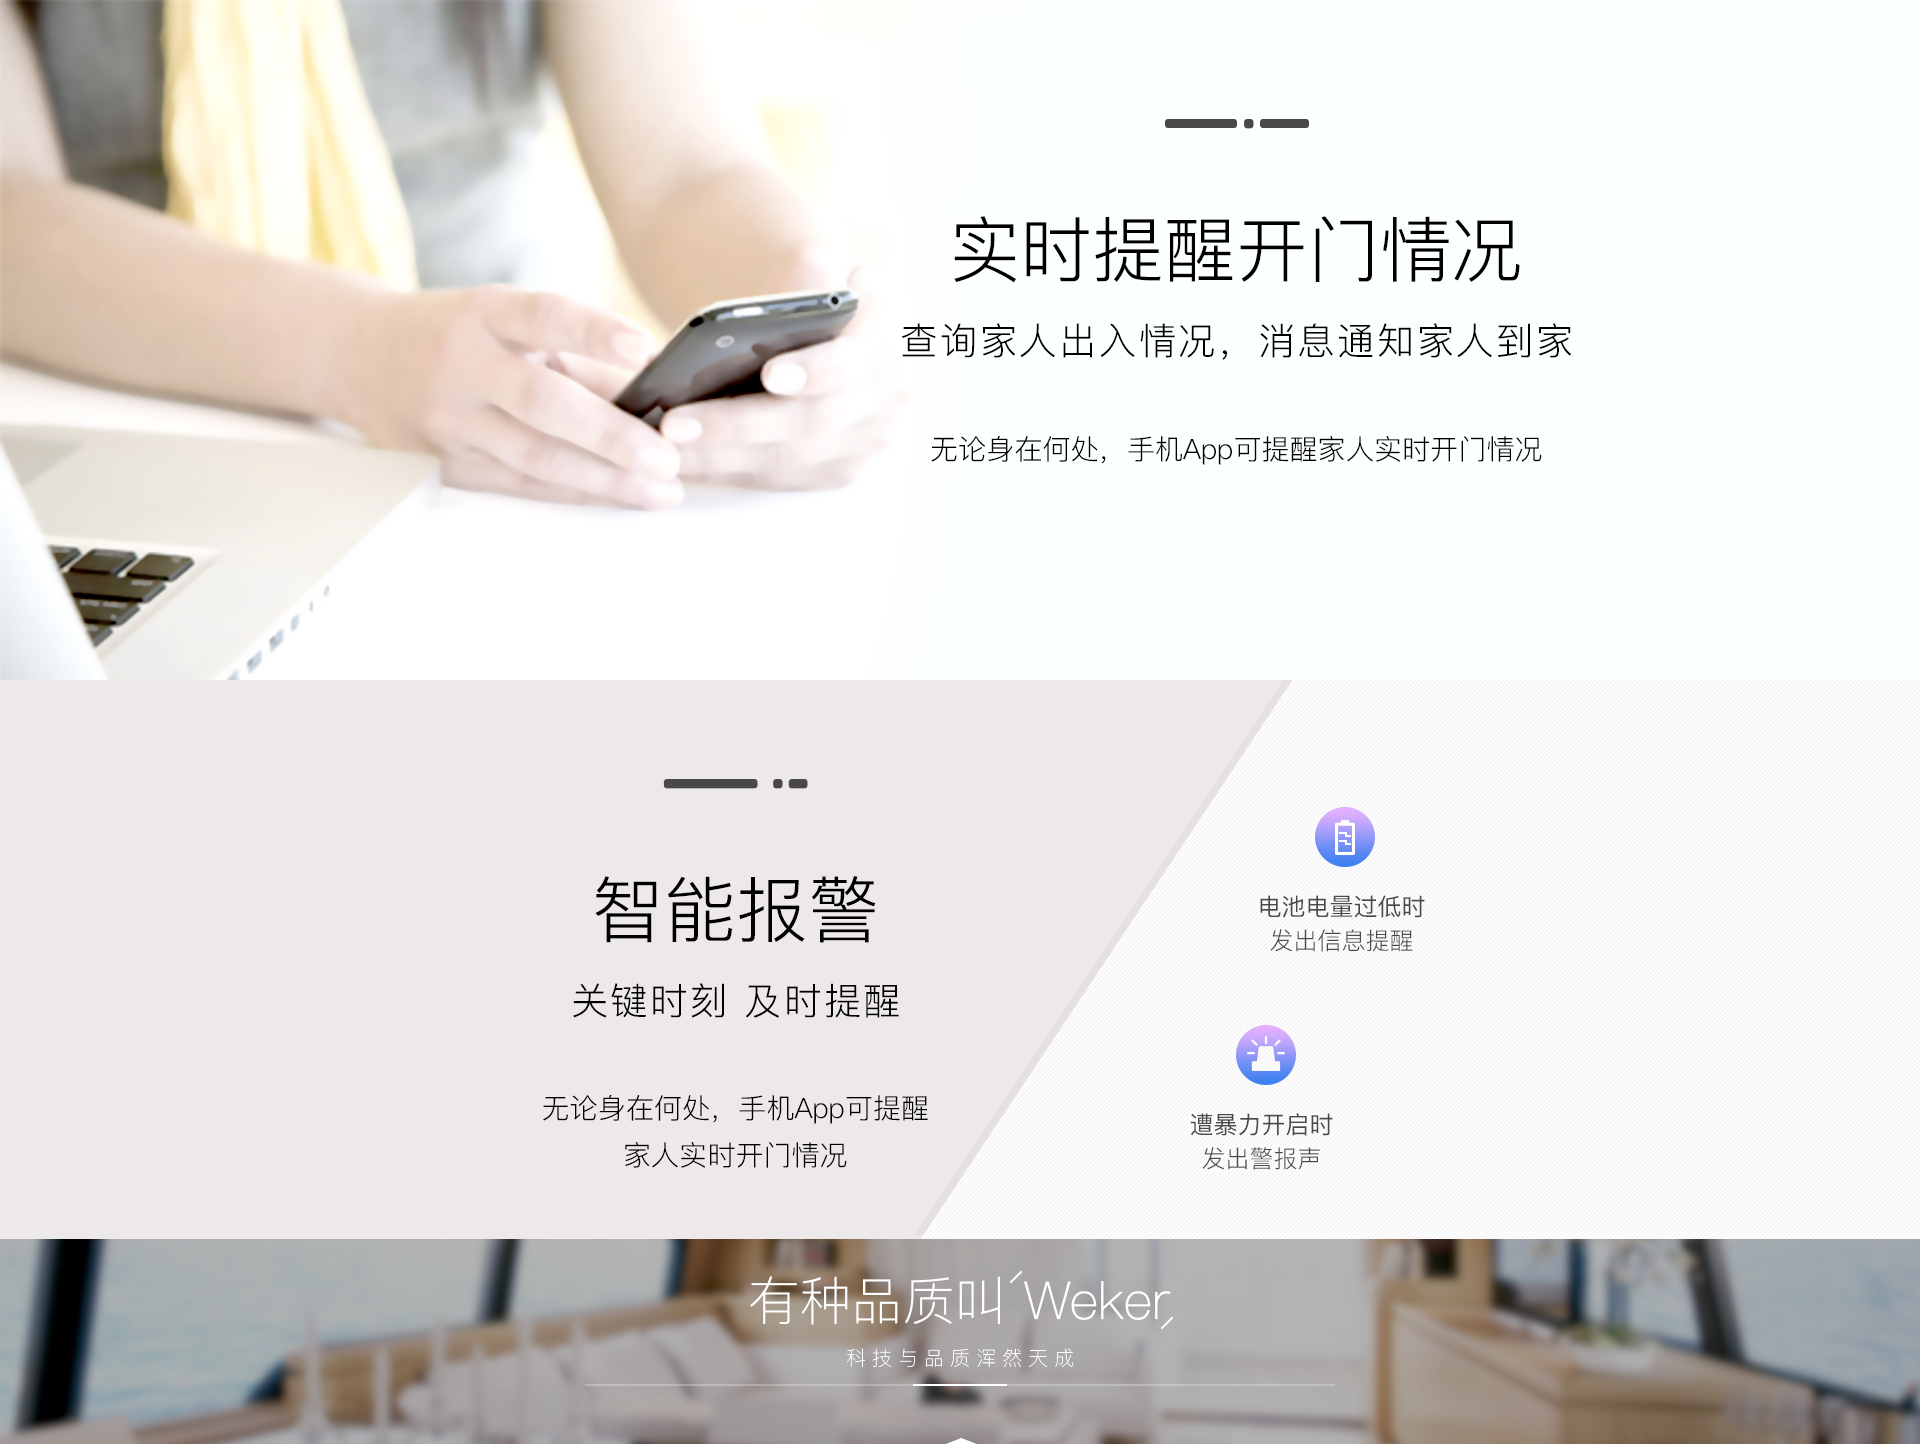 实时提醒开门情况
查询家人出入情况，消息通知家人到家
无论身在何处，手机App可提醒家人实时开门情况
智能报警
关键时刻 及时提醒
无论身在何处，手机App可提醒
家人实时开门情况
电池电量过低时
发出信息提醒
遭暴力开启时
发出警报声
有种品质叫Weker
科技与品质浑然天成